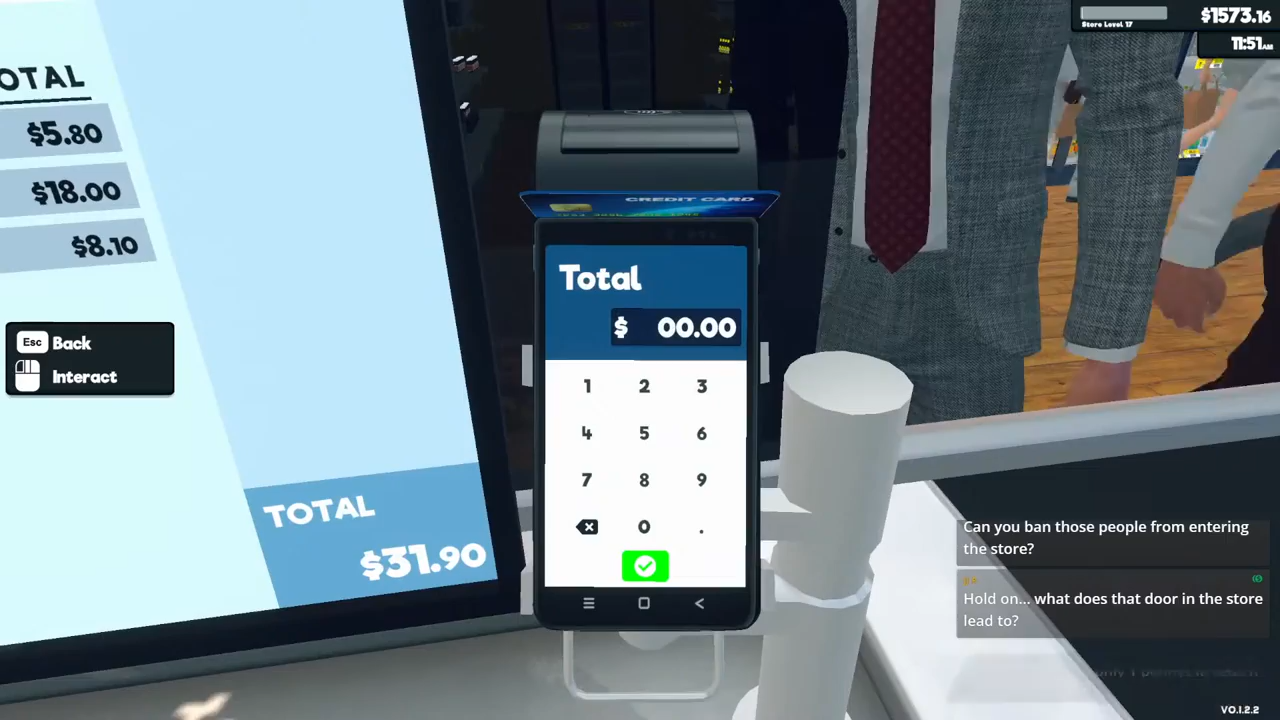 $1573.16
Store Level 17
11:51AM
OTAL
$5.80
$18.00
$8.10
CREDIT CARD
Total
$ 00.00
Esc Back
Interact
1 2 3
4 5 6
7 8 9
0 .
TOTAL
$31.90
Can you ban those people from entering
the store?
Hold on... what does that door in the store
lead to?
V0.1.2.2